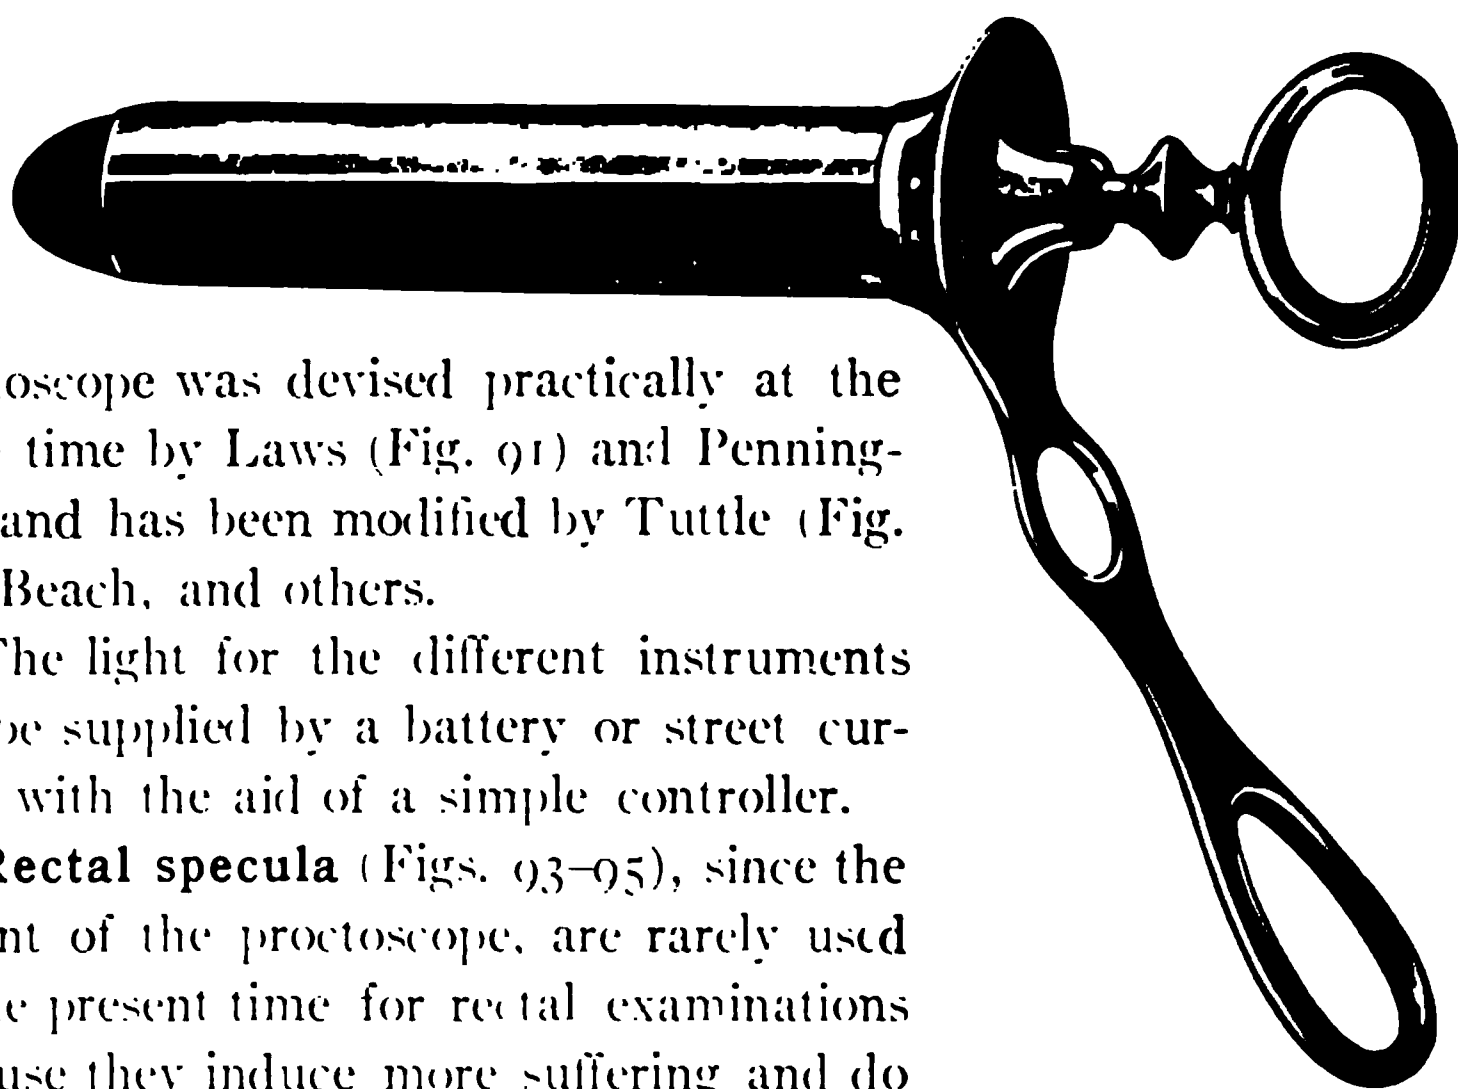 oscope was devised practically at the
time by Laws (Fig. 91) and Penning-
and has been modified by Tuttle (Fig.
Beach, and others.
The light for the different instruments
be supplied by a battery or street cur-
with the aid of a simple controller.
Rectal specula (Figs. 93–95), since the
nt of the proctoscope, are rarely used
e present time for rectal examinations
use they induce more suffering and do